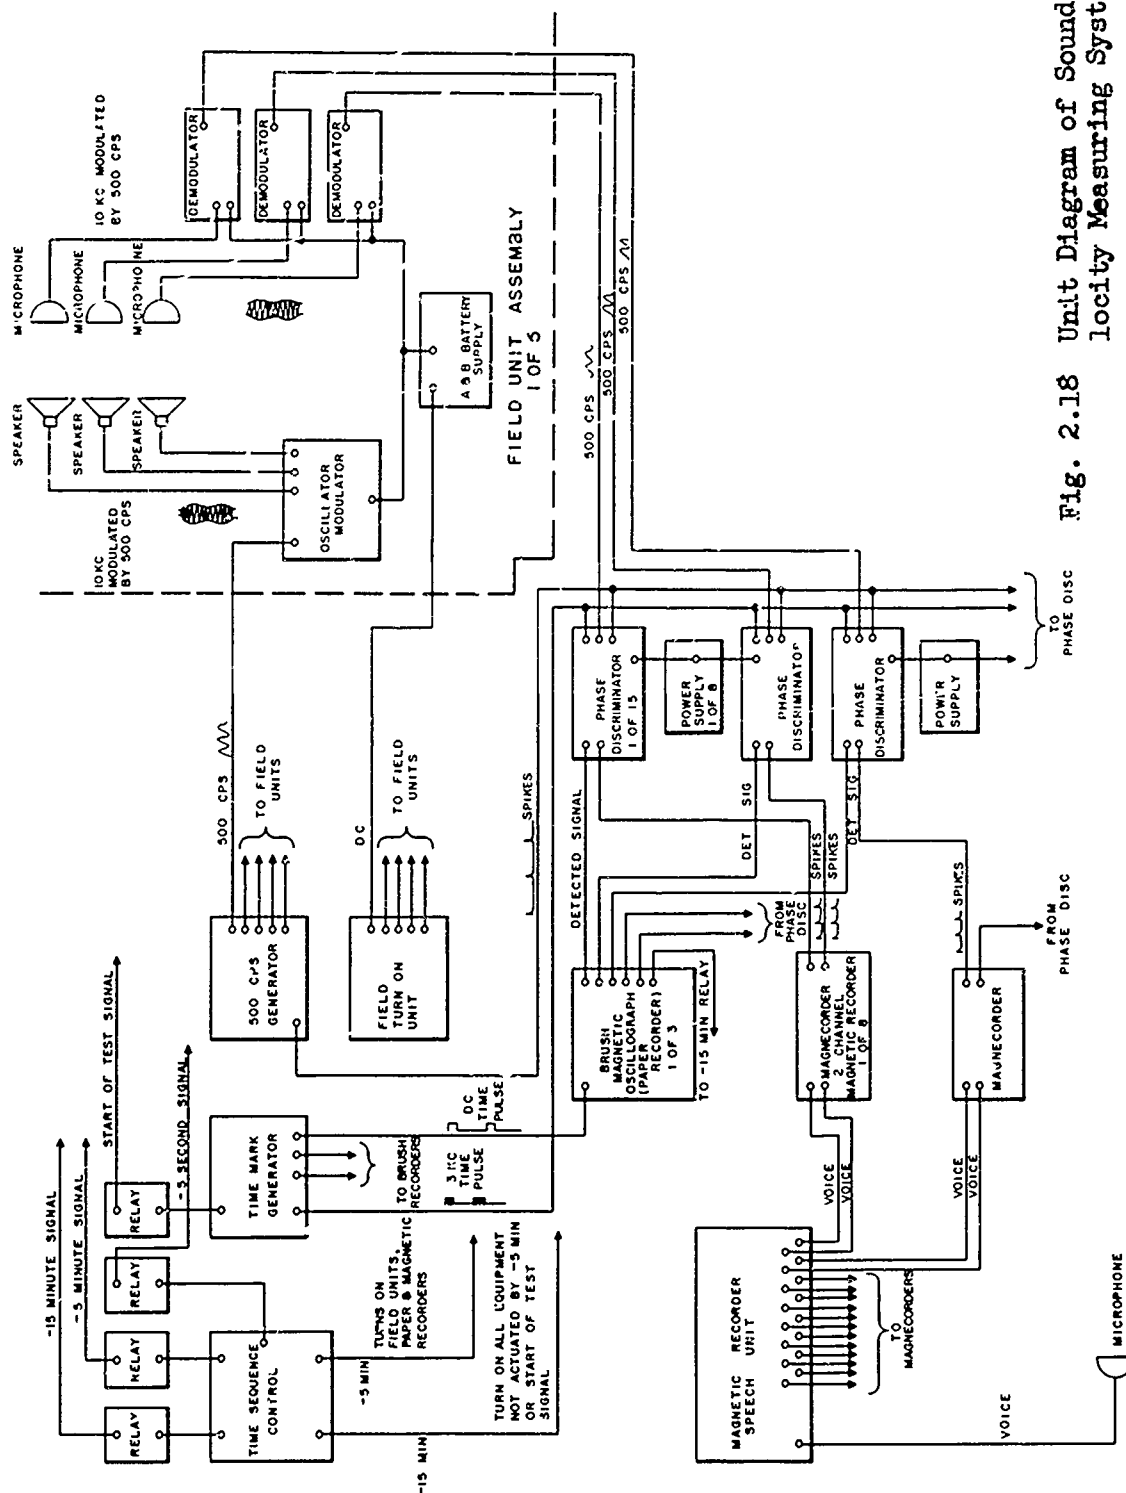 -15 MINUTE SIGNAL
-5 MINUTE SIGNAL
START OF TEST SIGNAL
-5 SECOND SIGNAL
RELAY
RELAY
RELAY
RELAY
TIME SEQUENCE
CONTROL
TIME MARK
GENERATOR
500 CPS
GENERATOR
FIELD
TURN ON
UNIT
500 CPS
TO FIELD
UNITS
DC
TO FIELD
UNITS
-5 MIN
TURNS ON
FIELD UNITS,
PAPER & MAGNETIC
RECORDERS
-15 MIN
TURN ON ALL EQUIPMENT
NOT ACTUATED BY -5 MIN
OR START OF TEST
SIGNAL
TO BRUSH
RECORDERS
3 KC
TIME
PULSE
DC
TIME
PULSE
SPIKES
10 KC
MODULATED
BY 500 CPS
SPEAKER
SPEAKER
SPEAKER
OSCILLATOR
MODULATOR
MICROPHONE
MICROPHONE
MICROPHONE
10 KC MODULATED
BY 500 CPS
DEMODULATOR
DEMODULATOR
DEMODULATOR
A & B BATTERY
SUPPLY
FIELD UNIT ASSEMBLY
1 OF 5
500 CPS
500 CPS
500 CPS
PHASE
DISCRIMINATOR
1 OF 15
POWER
SUPPLY
1 OF 8
PHASE
DISCRIMINATOR
PHASE
DISCRIMINATOR
POWER
SUPPLY
TO
PHASE DISC
DETECTED SIGNAL
DET SIG
DET SIG
SPIKES
SPIKES
FROM
PHASE
DISC
BRUSH
MAGNETIC
OSCILLOGRAPH
(PAPER
RECORDER)
1 OF 3
TO -15 MIN RELAY
MAGNECORDER
2 CHANNEL
MAGNETIC RECORDER
1 OF 8
SPIKES
MAGNECORDER
FROM
PHASE DISC
VOICE
VOICE
VOICE
VOICE
MAGNETIC RECORDER
SPEECH UNIT
TO
MAGNECORDERS
VOICE
MICROPHONE
Fig. 2.18 Unit Diagram of Sound
locity Measuring Syst